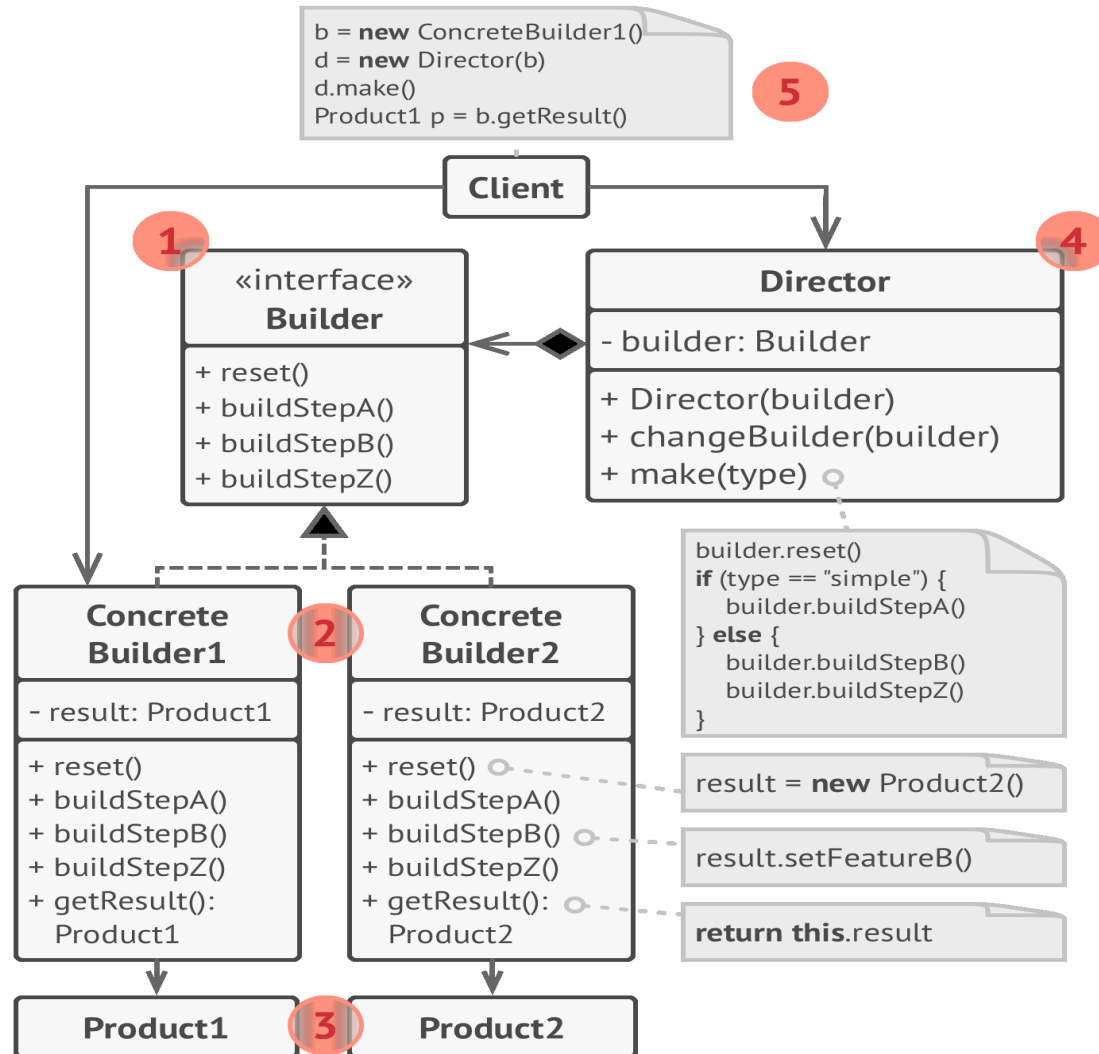 b = new ConcreteBuilder1()
d = new Director(b)
d.make()
Product1 p = b.getResult()
5
Client
1
«interface»
Builder
+ reset()
+ buildStepA()
+ buildStepB()
+ buildStepZ()
4
Director
- builder: Builder
+ Director(builder)
+ changeBuilder(builder)
+ make(type)
builder.reset()
if (type == "simple") {
builder.buildStepA()
} else {
builder.buildStepB()
builder.buildStepZ()
}
Concrete
Builder1
- result: Product1
+ reset()
+ buildStepA()
+ buildStepB()
+ buildStepZ()
+ getResult():
Product1
2
Concrete
Builder2
- result: Product2
+ reset()
+ buildStepA()
+ buildStepB()
+ buildStepZ()
+ getResult():
Product2
result = new Product2()
result.setFeatureB()
return this.result
Product1
3
Product2